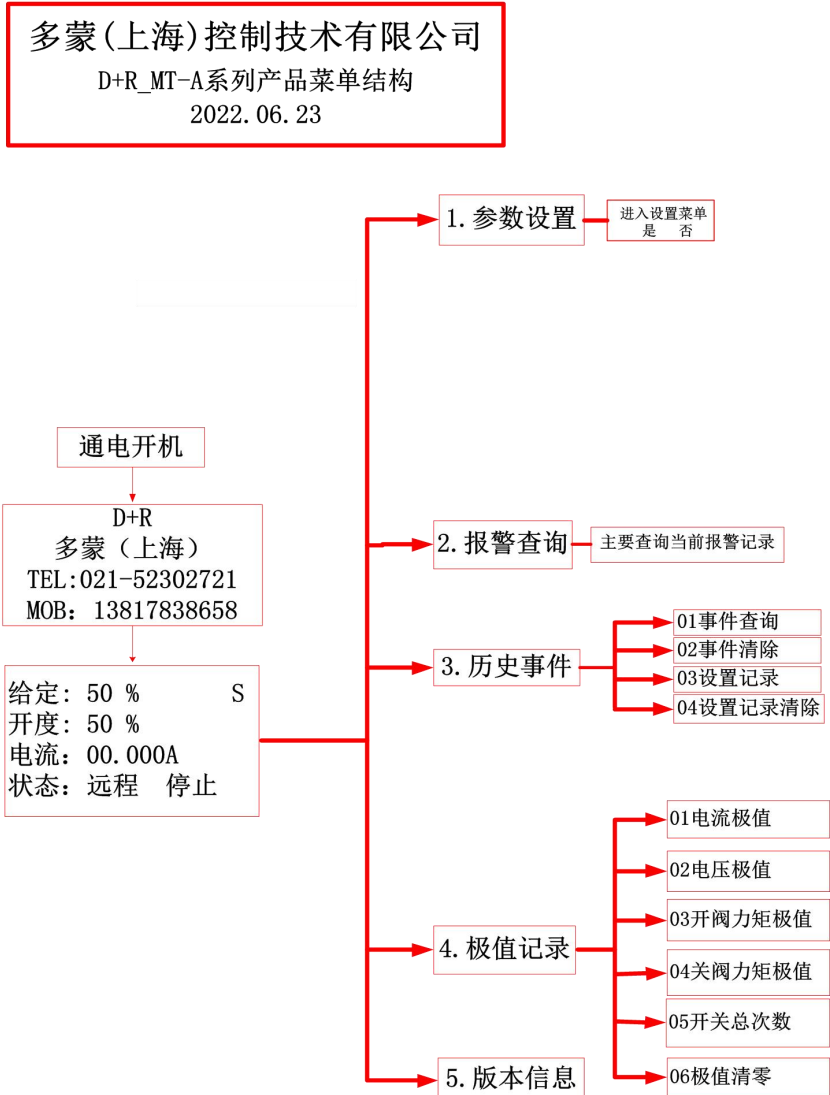 多蒙(上海)控制技术有限公司
D+R_MT-A系列产品菜单结构
2022.06.23
通电开机
D+R
多蒙（上海）
TEL:021-52302721
MOB: 13817838658
给定: 50 % S
开度: 50 %
电流: 00.000A
状态: 远程 停止
1.参数设置
进入设置菜单
是 否
2.报警查询
主要查询当前报警记录
3.历史事件
01事件查询
02事件清除
03设置记录
04设置记录清除
4.极值记录
01电流极值
02电压极值
03开阀力矩极值
04关阀力矩极值
05开关总次数
06极值清零
5.版本信息